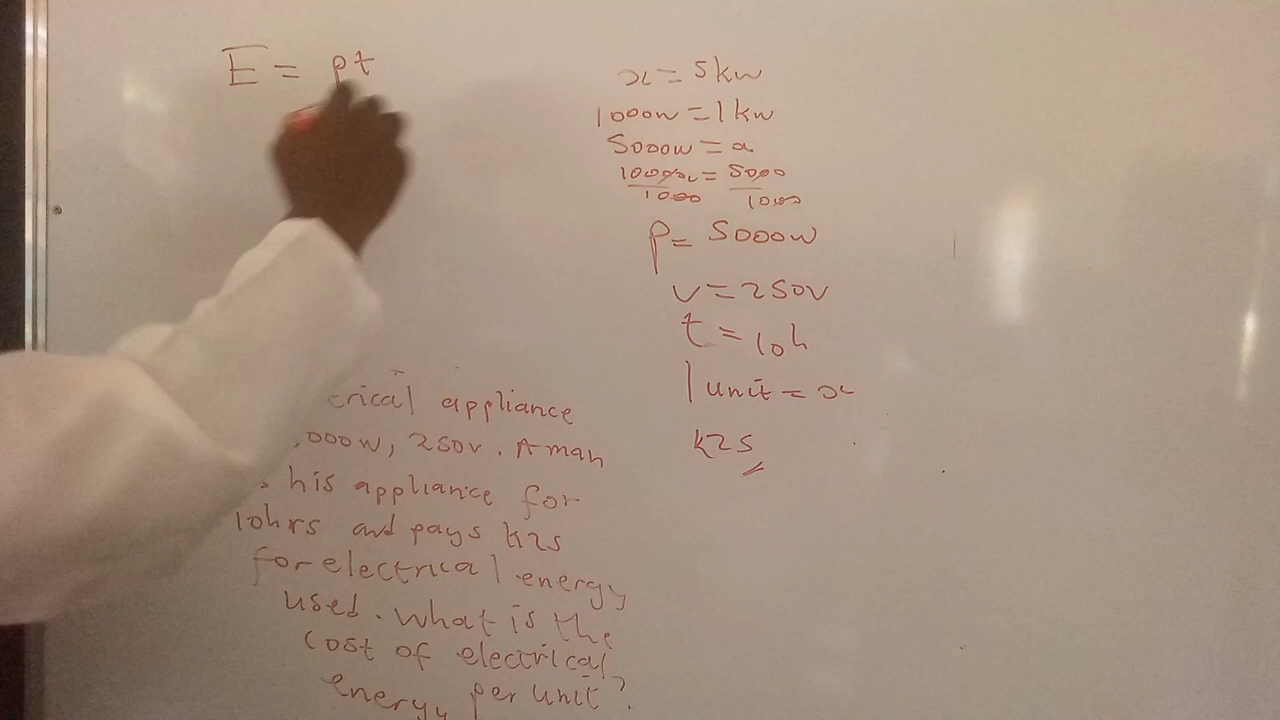 E = pt
x = 5kw
1000w = 1kw
5000w = x
1000x = 5000
1000 1000
P = 5000w
V = 250V
t = 10h
1 unit = x
K25
erical appliance
000w, 250v. A man
s his appliance for
10hrs and pays K25
for electrical energy
used. what is the
cost of electrical
energy per unit?